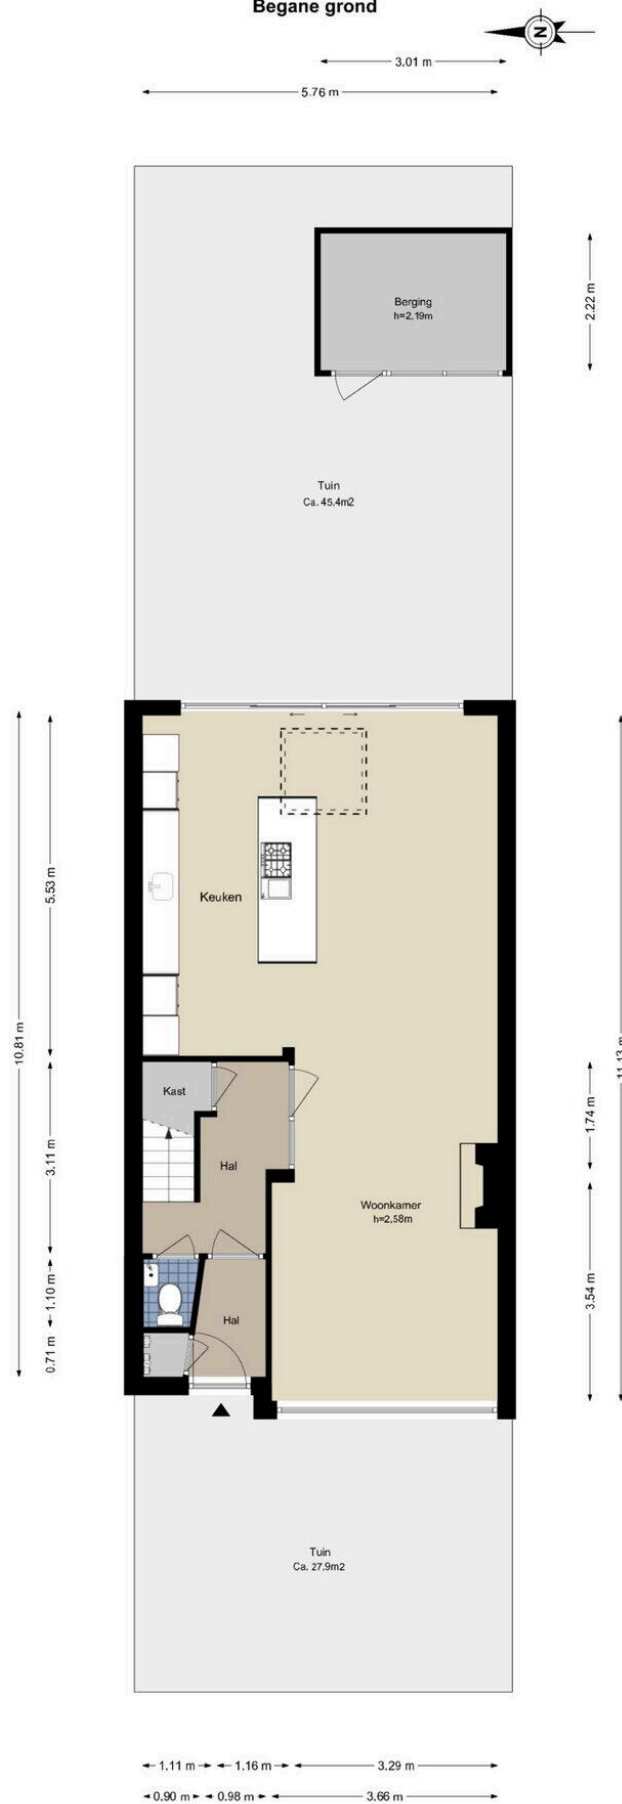 Begane grond
N
3.01 m
5.76 m
Berging
h=2,19m
2.22 m
Tuin
Ca. 45,4m2
5.53 m
Keuken
10.81 m
11.13 m
Kast
1.74 m
3.11 m
Hal
Woonkamer
h=2,58m
1.10 m
3.54 m
Hal
0.71 m
Tuin
Ca. 27,9m2
1.11 m
1.16 m
3.29 m
0.90 m
0.98 m
3.66 m